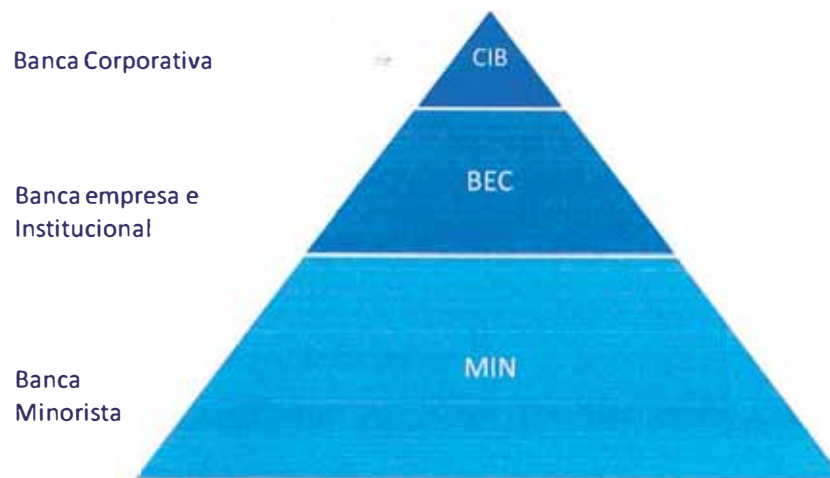 Banca Corporativa
CIB
Banca empresa e
Institucional
BEC
Banca
Minorista
MIN